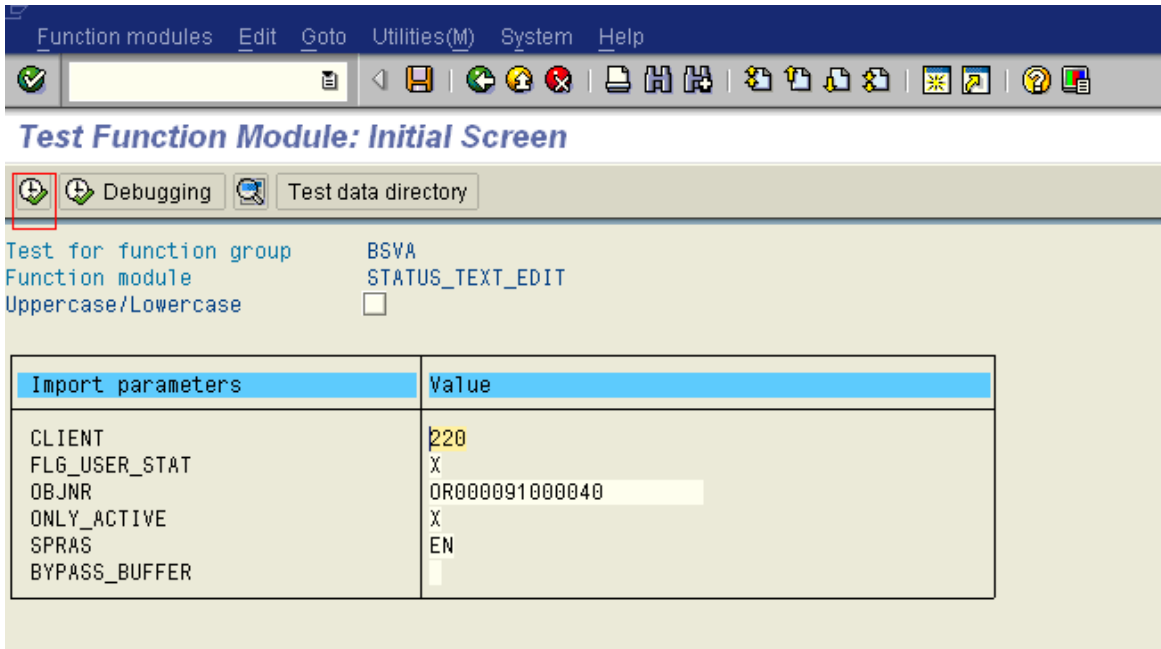 Function modules Edit Goto Utilities(M) System Help
Test Function Module: Initial Screen
Debugging Test data directory
Test for function group BSVA
Function module STATUS_TEXT_EDIT
Uppercase/Lowercase
Import parameters Value
CLIENT 220
FLG_USER_STAT X
OBJNR OR000091000040
ONLY_ACTIVE X
SPRAS EN
BYPASS_BUFFER